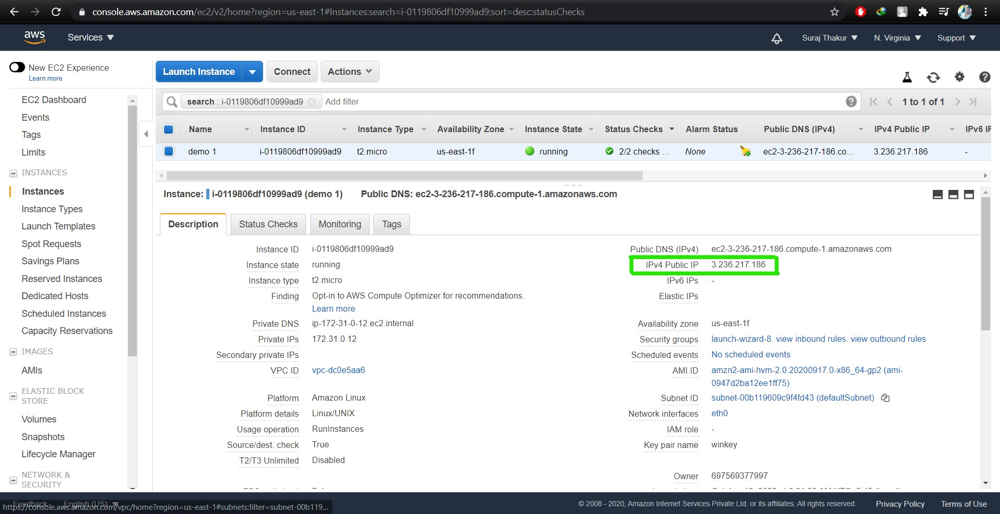 console.aws.amazon.com/ec2/v2/home?region=us-east-1#Instances:search=i-0119806df10999ad9;sort=desc:statusChecks
aws Services Suraj Thakur N. Virginia Support
New EC2 Experience
Learn more
EC2 Dashboard
Events
Tags
Limits
INSTANCES
Instances
Instance Types
Launch Templates
Spot Requests
Savings Plans
Reserved Instances
Dedicated Hosts
Scheduled Instances
Capacity Reservations
IMAGES
AMIs
ELASTIC BLOCK
STORE
Volumes
Snapshots
Lifecycle Manager
NETWORK &
SECURITY
Launch Instance Connect Actions
search : i-0119806df10999ad9 Add filter 1 to 1 of 1
Name Instance ID Instance Type Availability Zone Instance State Status Checks Alarm Status Public DNS (IPv4) IPv4 Public IP IPv6 IP
demo 1 i-0119806df10999ad9 t2.micro us-east-1f running 2/2 checks ... None ec2-3-236-217-186.co... 3.236.217.186 -
Instance: i-0119806df10999ad9 (demo 1) Public DNS: ec2-3-236-217-186.compute-1.amazonaws.com
Description Status Checks Monitoring Tags
Instance ID i-0119806df10999ad9
Instance state running
Instance type t2.micro
Finding Opt-in to AWS Compute Optimizer for recommendations.
Learn more
Private DNS ip-172-31-0-12.ec2.internal
Private IPs 172.31.0.12
Secondary private IPs
VPC ID vpc-dc0e5aa6
Platform Amazon Linux
Platform details Linux/UNIX
Usage operation RunInstances
Source/dest. check True
T2/T3 Unlimited Disabled
Public DNS (IPv4) ec2-3-236-217-186.compute-1.amazonaws.com
IPv4 Public IP 3.236.217.186
IPv6 IPs -
Elastic IPs
Availability zone us-east-1f
Security groups launch-wizard-8. view inbound rules. view outbound rules
Scheduled events No scheduled events
AMI ID amzn2-ami-hvm-2.0.20200917.0-x86_64-gp2 (ami-
0947d2ba12ee1ff75)
Subnet ID subnet-00b119609c9f4fd43 (defaultSubnet)
Network interfaces eth0
IAM role -
Key pair name winkey
Owner 697569377997
Feedback English (US)
https://console.aws.amazon.com/vpc/home?region=us-east-1#subnets:filter=subnet-00b119...
© 2008 - 2020, Amazon Internet Services Private Ltd. or its affiliates. All rights reserved. Privacy Policy Terms of Use